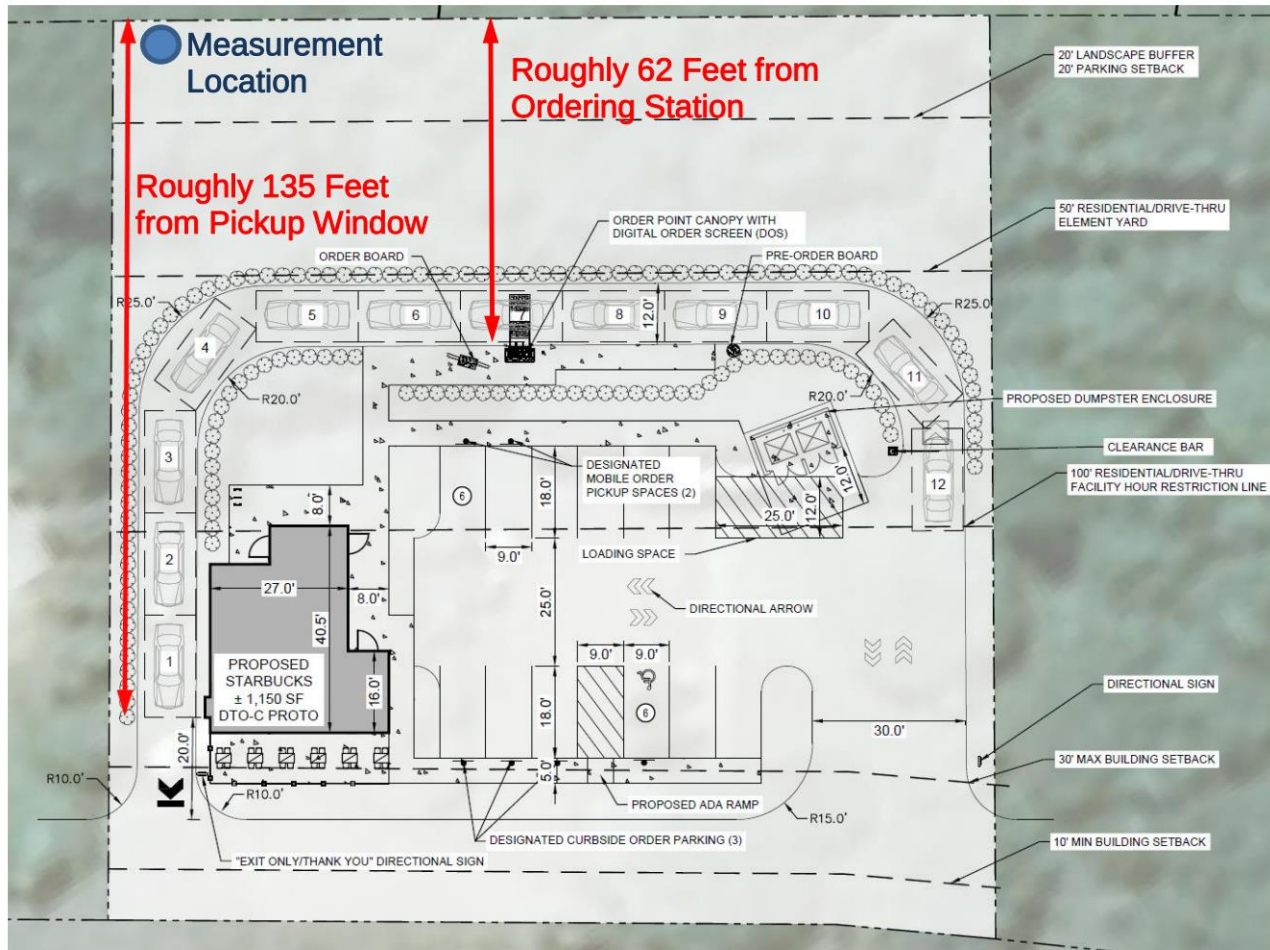 Measurement
Location
Roughly 62 Feet from
Ordering Station
20' LANDSCAPE BUFFER
20' PARKING SETBACK
Roughly 135 Feet
from Pickup Window
ORDER POINT CANOPY WITH
DIGITAL ORDER SCREEN (DOS)
50' RESIDENTIAL/DRIVE-THRU
ELEMENT YARD
ORDER BOARD
PRE-ORDER BOARD
R25.0'
R25.0'
5
6
7
8
9
10
12.0'
4
11
R20.0'
R20.0'
PROPOSED DUMPSTER ENCLOSURE
3
CLEARANCE BAR
DESIGNATED
MOBILE ORDER
PICKUP SPACES (2)
100' RESIDENTIAL/DRIVE-THRU
FACILITY HOUR RESTRICTION LINE
12
6
18.0'
12.0'
8.0'
25.0'
12.0'
2
9.0'
LOADING SPACE
27.0'
8.0'
25.0'
DIRECTIONAL ARROW
40.5'
1
PROPOSED
STARBUCKS
± 1,150 SF
DTO-C PROTO
16.0'
9.0'
9.0'
6
18.0'
DIRECTIONAL SIGN
20.0'
30.0'
30' MAX BUILDING SETBACK
5.0'
R10.0'
R10.0'
PROPOSED ADA RAMP
R15.0'
DESIGNATED CURBSIDE ORDER PARKING (3)
10' MIN BUILDING SETBACK
"EXIT ONLY/THANK YOU" DIRECTIONAL SIGN